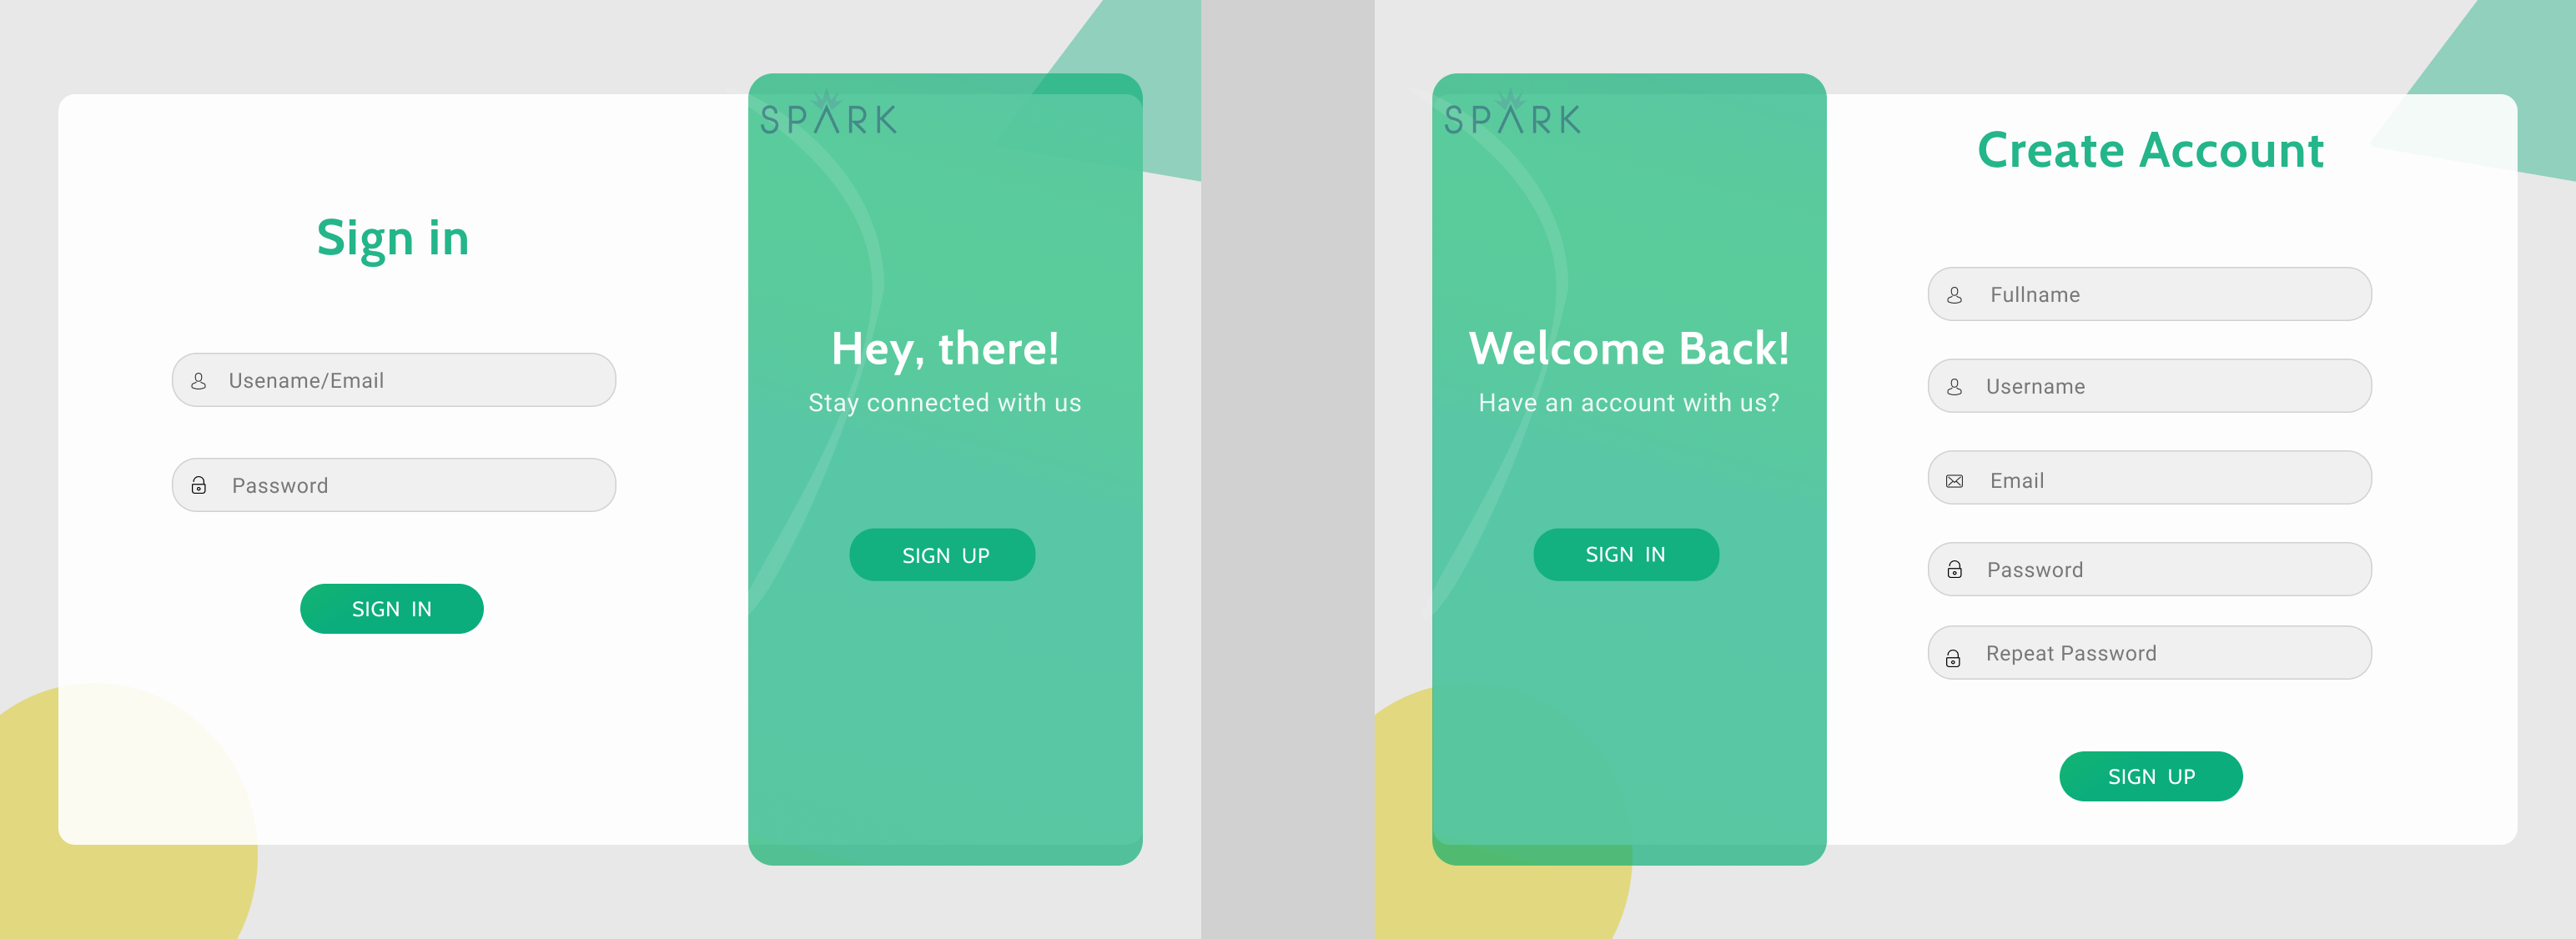 Sign in
Usename/Email
Password
SIGN IN
SPARK
Hey, there!
Stay connected with us
SIGN UP
SPARK
Welcome Back!
Have an account with us?
SIGN IN
Create Account
Fullname
Username
Email
Password
Repeat Password
SIGN UP